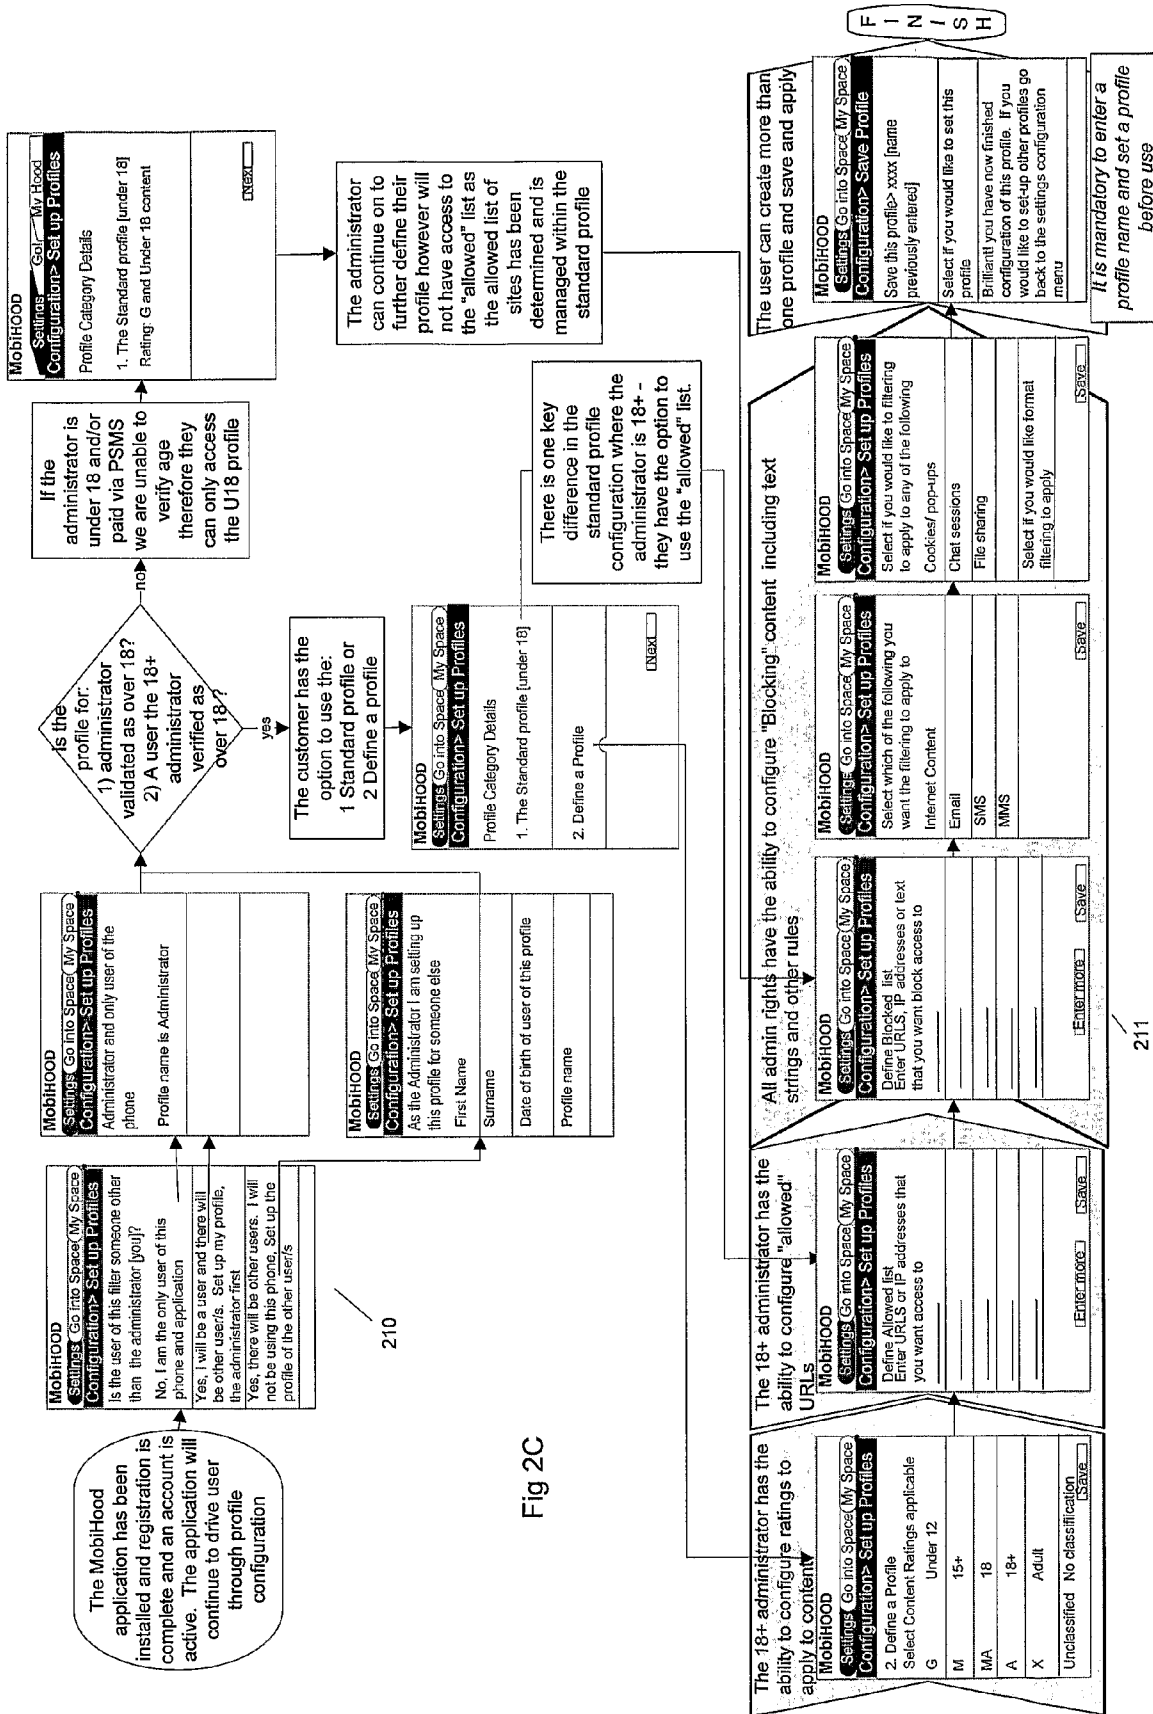 The MobiHood
application has been
installed and registration is
complete and an account is
active. The application will
continue to drive user
through profile
configuration
MobiHOOD
Settings Go into Space My Space
Configuration> Set up Profiles
Is the user of this filter someone other
than the administrator [you]?
No, I am the only user of this
phone and application
Yes, I will be a user and there will
be other user/s. Set up my profile,
the administrator first
Yes, there will be other users. I will
not be using this phone, Set up the
profile of the other user/s
210
MobiHOOD
Settings Go into Space My Space
Configuration> Set up Profiles
Administrator and only user of the
phone
Profile name is Administrator
MobiHOOD
Settings Go into Space My Space
Configuration> Set up Profiles
As the Administrator I am setting up
this profile for someone else
First Name
Surname
Date of birth of user of this profile
Profile name
Is the
profile for:
1) administrator
validated as over 18?
2) A user the 18+
administrator
verified as
over 18?
no
yes
If the
administrator is
under 18 and/or
paid via PSMS
we are unable to
verify age
therefore they
can only access
the U18 profile
MobiHOOD
Settings Go! My Hood
Configuration> Set up Profiles
Profile Category Details
1. The Standard profile [under 18]
Rating: G and Under 18 content
Next
The customer has the
option to use the:
1 Standard profile or
2 Define a profile
MobiHOOD
Settings Go into Space My Space
Configuration> Set up Profiles
Profile Category Details
1. The Standard profile [under 18]
2. Define a Profile
Next
The administrator
can continue on to
further define their
profile however will
not have access to
the "allowed" list as
the allowed list of
sites has been
determined and is
managed within the
standard profile
There is one key
difference in the
standard profile
configuration where the
administrator is 18+ -
they have the option to
use the "allowed" list.
Fig 2C
The 18+ administrator has the
ability to configure ratings to
apply to content
MobiHOOD
Settings Go into Space My Space
Configuration> Set up Profiles
2. Define a Profile
Select Content Ratings applicable
G Under 12
M 15+
MA 18
A 18+
X Adult
Unclassified No classification
Save
The 18+ administrator has the
ability to configure "allowed"
URLs
MobiHOOD
Settings Go into Space My Space
Configuration> Set up Profiles
Define Allowed list
Enter URLS or IP addresses that
you want access to
Enter more Save
All admin rights have the ability to configure "Blocking" content including text
strings and other rules
MobiHOOD
Settings Go into Space My Space
Configuration> Set up Profiles
Define Blocked list
Enter URLS, IP addresses or text
that you want block access to
Enter more Save
211
MobiHOOD
Settings Go into Space My Space
Configuration> Set up Profiles
Select which of the following you
want the filtering to apply to
Internet Content
Email
SMS
MMS
Save
MobiHOOD
Settings Go into Space My Space
Configuration> Set up Profiles
Select if you would like to filtering
to apply to any of the following
Cookies/ pop-ups
Chat sessions
File sharing
Select if you would like format
filtering to apply
Save
The user can create more than
one profile and save and apply
MobiHOOD
Settings Go into Space My Space
Configuration> Save Profile
Save this profile> xxxx [name
previously entered]
Select if you would like to set this
profile
Brilliant! you have now finished
configuration of this profile. If you
would like to set-up other profiles go
back to the settings configuration
menu
It is mandatory to enter a
profile name and set a profile
before use
FINISH